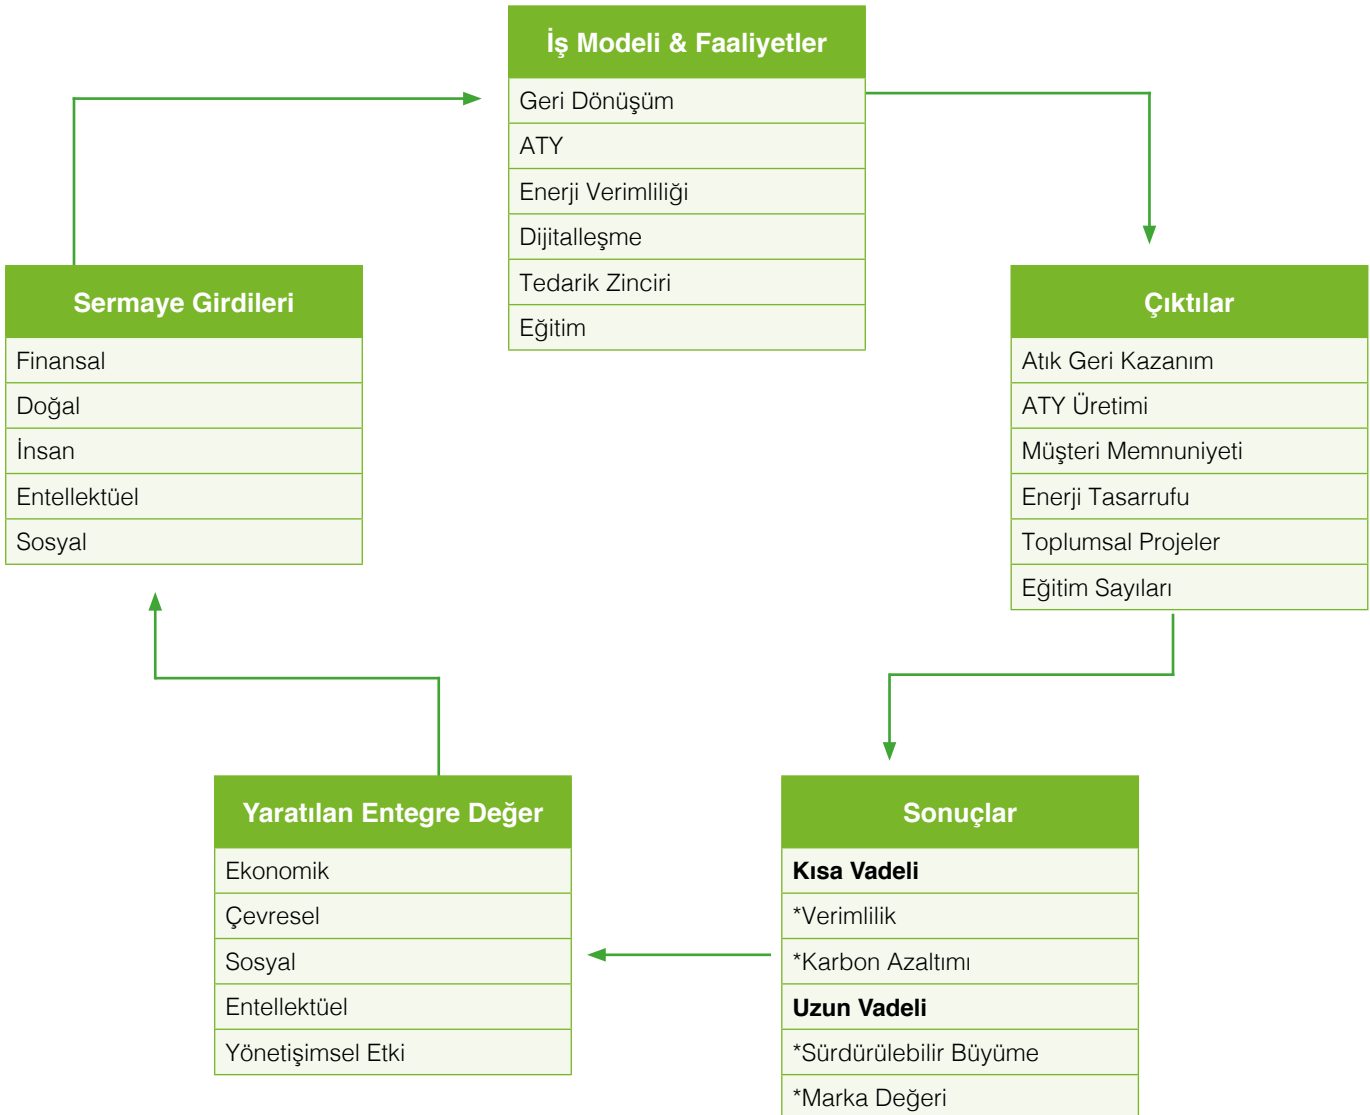 İş Modeli & Faaliyetler
Geri Dönüşüm
ATY
Enerji Verimliliği
Dijitalleşme
Tedarik Zinciri
Eğitim
Sermaye Girdileri
Finansal
Doğal
İnsan
Entellektüel
Sosyal
Çıktılar
Atık Geri Kazanım
ATY Üretimi
Müşteri Memnuniyeti
Enerji Tasarrufu
Toplumsal Projeler
Eğitim Sayıları
Yaratılan Entegre Değer
Ekonomik
Çevresel
Sosyal
Entellektüel
Yönetişimsel Etki
Sonuçlar
Kısa Vadeli
*Verimlilik
*Karbon Azaltımı
Uzun Vadeli
*Sürdürülebilir Büyüme
*Marka Değeri